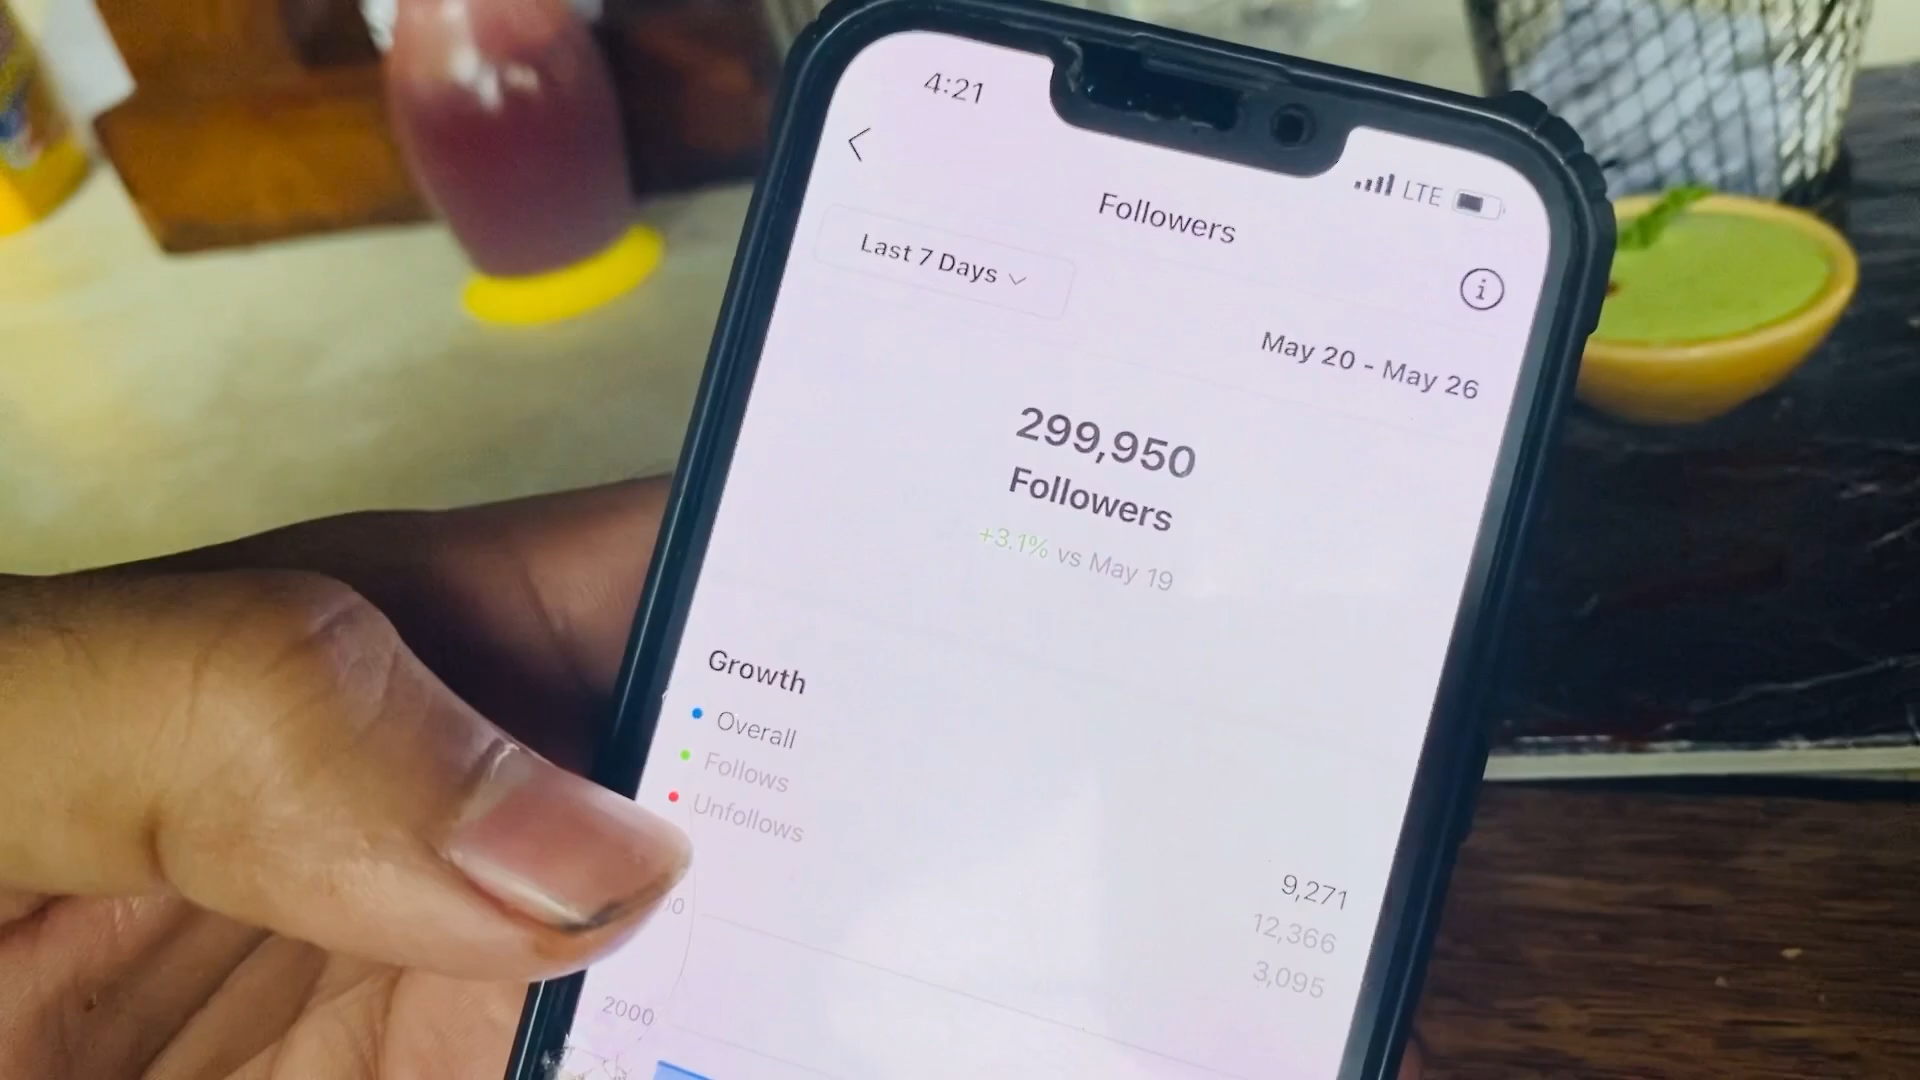 4:21
LTE
Followers
Last 7 Days
May 20 - May 26
299,950
Followers
+3.1% vs May 19
Growth
Overall
Follows
Unfollows
9,271
12,366
3,095
2000